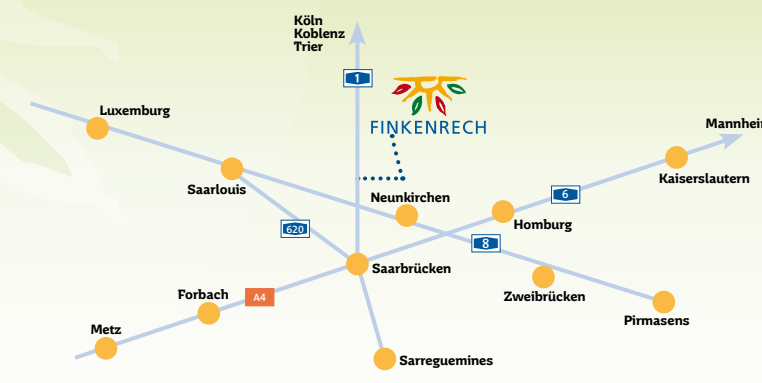 Köln
Koblenz
Trier
1
FINKENRECH
Luxemburg
Mannhei
Kaiserslautern
Saarlouis
Neunkirchen
6
Homburg
620
8
Saarbrücken
Forbach
A4
Zweibrücken
Pirmasens
Metz
Sarreguemines